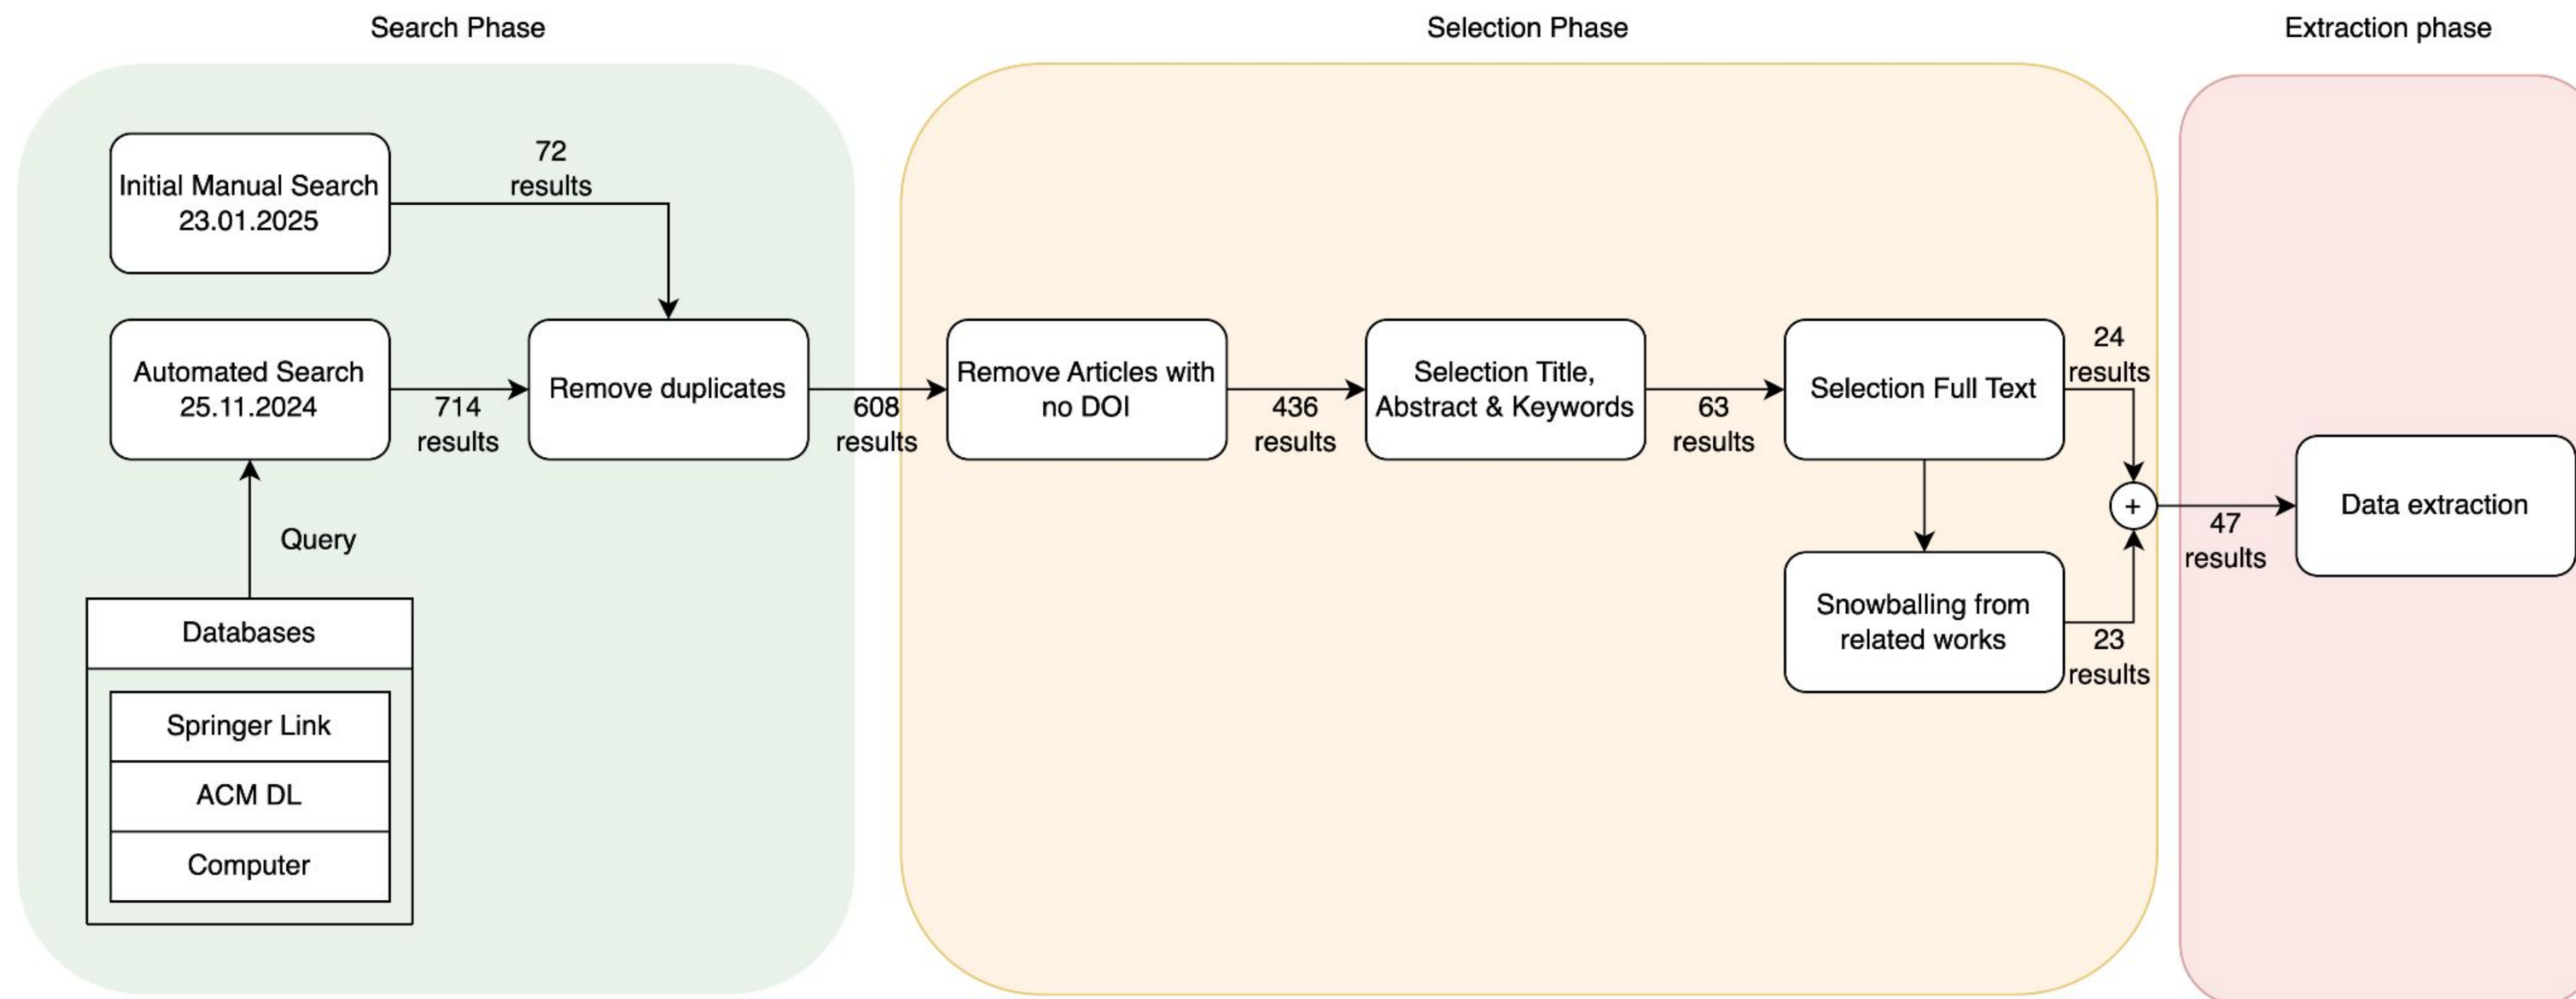 Search Phase
Selection Phase
Extraction phase
Initial Manual Search
23.01.2025
72
results
Automated Search
25.11.2024
714
results
Remove duplicates
608
results
Remove Articles with
no DOI
436
results
Selection Title,
Abstract & Keywords
63
results
Selection Full Text
24
results
+
47
results
Data extraction
Snowballing from
related works
23
results
Query
Databases
Springer Link
ACM DL
Computer